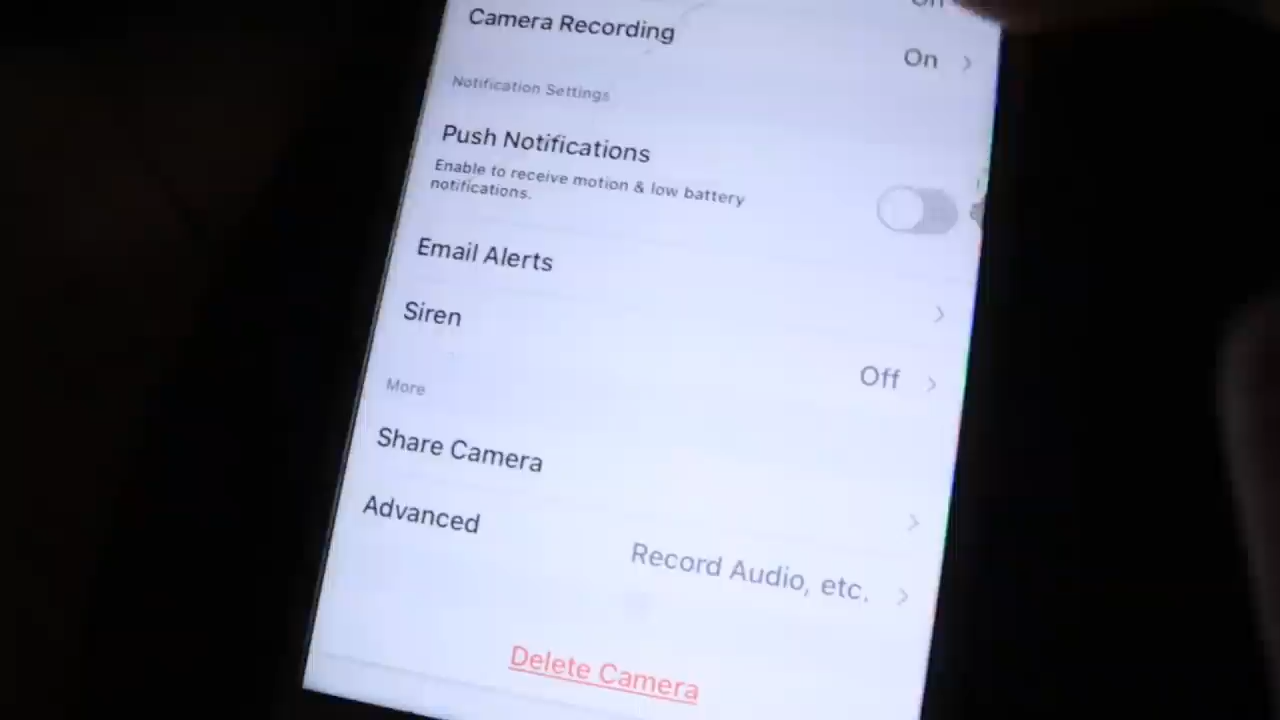 On
Camera Recording
On
Notification Settings
Push Notifications
Enable to receive motion & low battery
notifications.
Email Alerts
Siren
Off
More
Share Camera
Advanced
Record Audio, etc.
Delete Camera